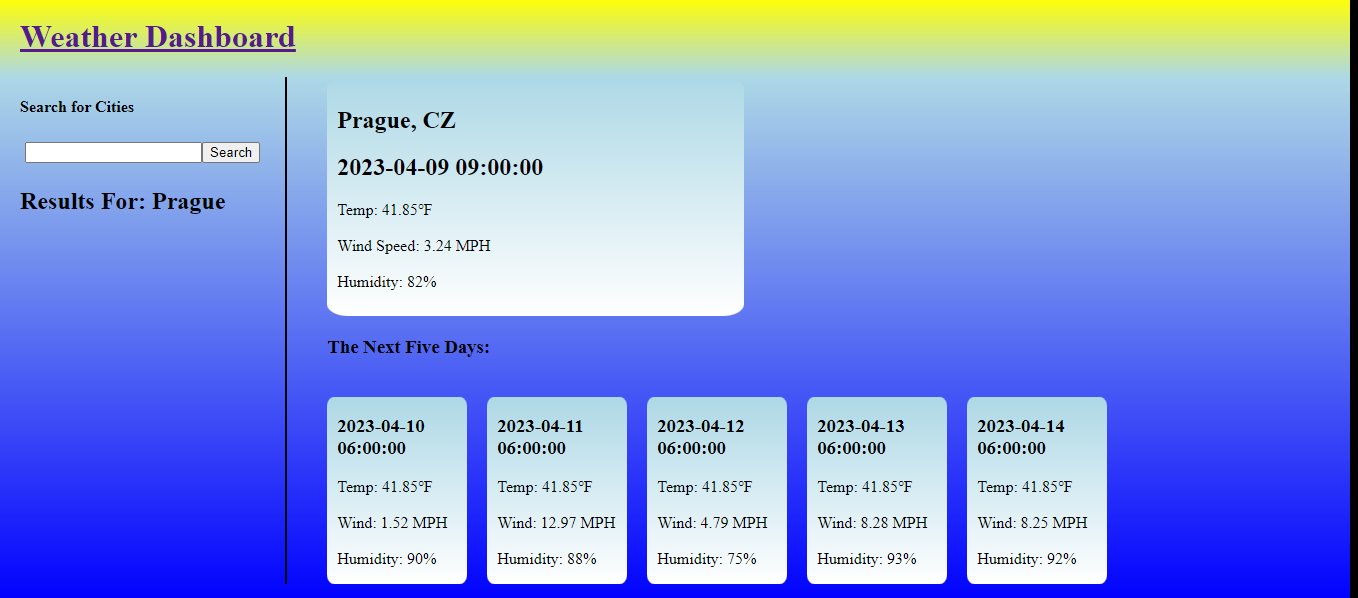 Weather Dashboard
Search for Cities
Search
Results For: Prague
Prague, CZ
2023-04-09 09:00:00
Temp: 41.85°F
Wind Speed: 3.24 MPH
Humidity: 82%
The Next Five Days:
2023-04-10
06:00:00
Temp: 41.85°F
Wind: 1.52 MPH
Humidity: 90%
2023-04-11
06:00:00
Temp: 41.85°F
Wind: 12.97 MPH
Humidity: 88%
2023-04-12
06:00:00
Temp: 41.85°F
Wind: 4.79 MPH
Humidity: 75%
2023-04-13
06:00:00
Temp: 41.85°F
Wind: 8.28 MPH
Humidity: 93%
2023-04-14
06:00:00
Temp: 41.85°F
Wind: 8.25 MPH
Humidity: 92%